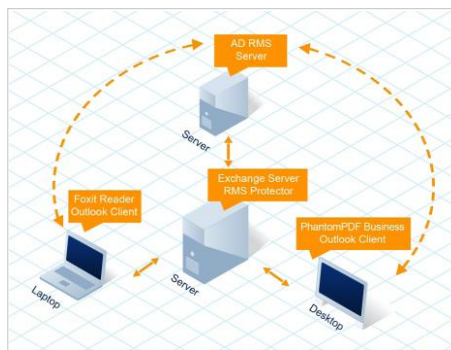 AD RMS
Server
Server
Exchange Server
RMS Protector
Foxit Reader
Outlook Client
PhantomPDF Business
Outlook Client
Laptop
Server
Desktop